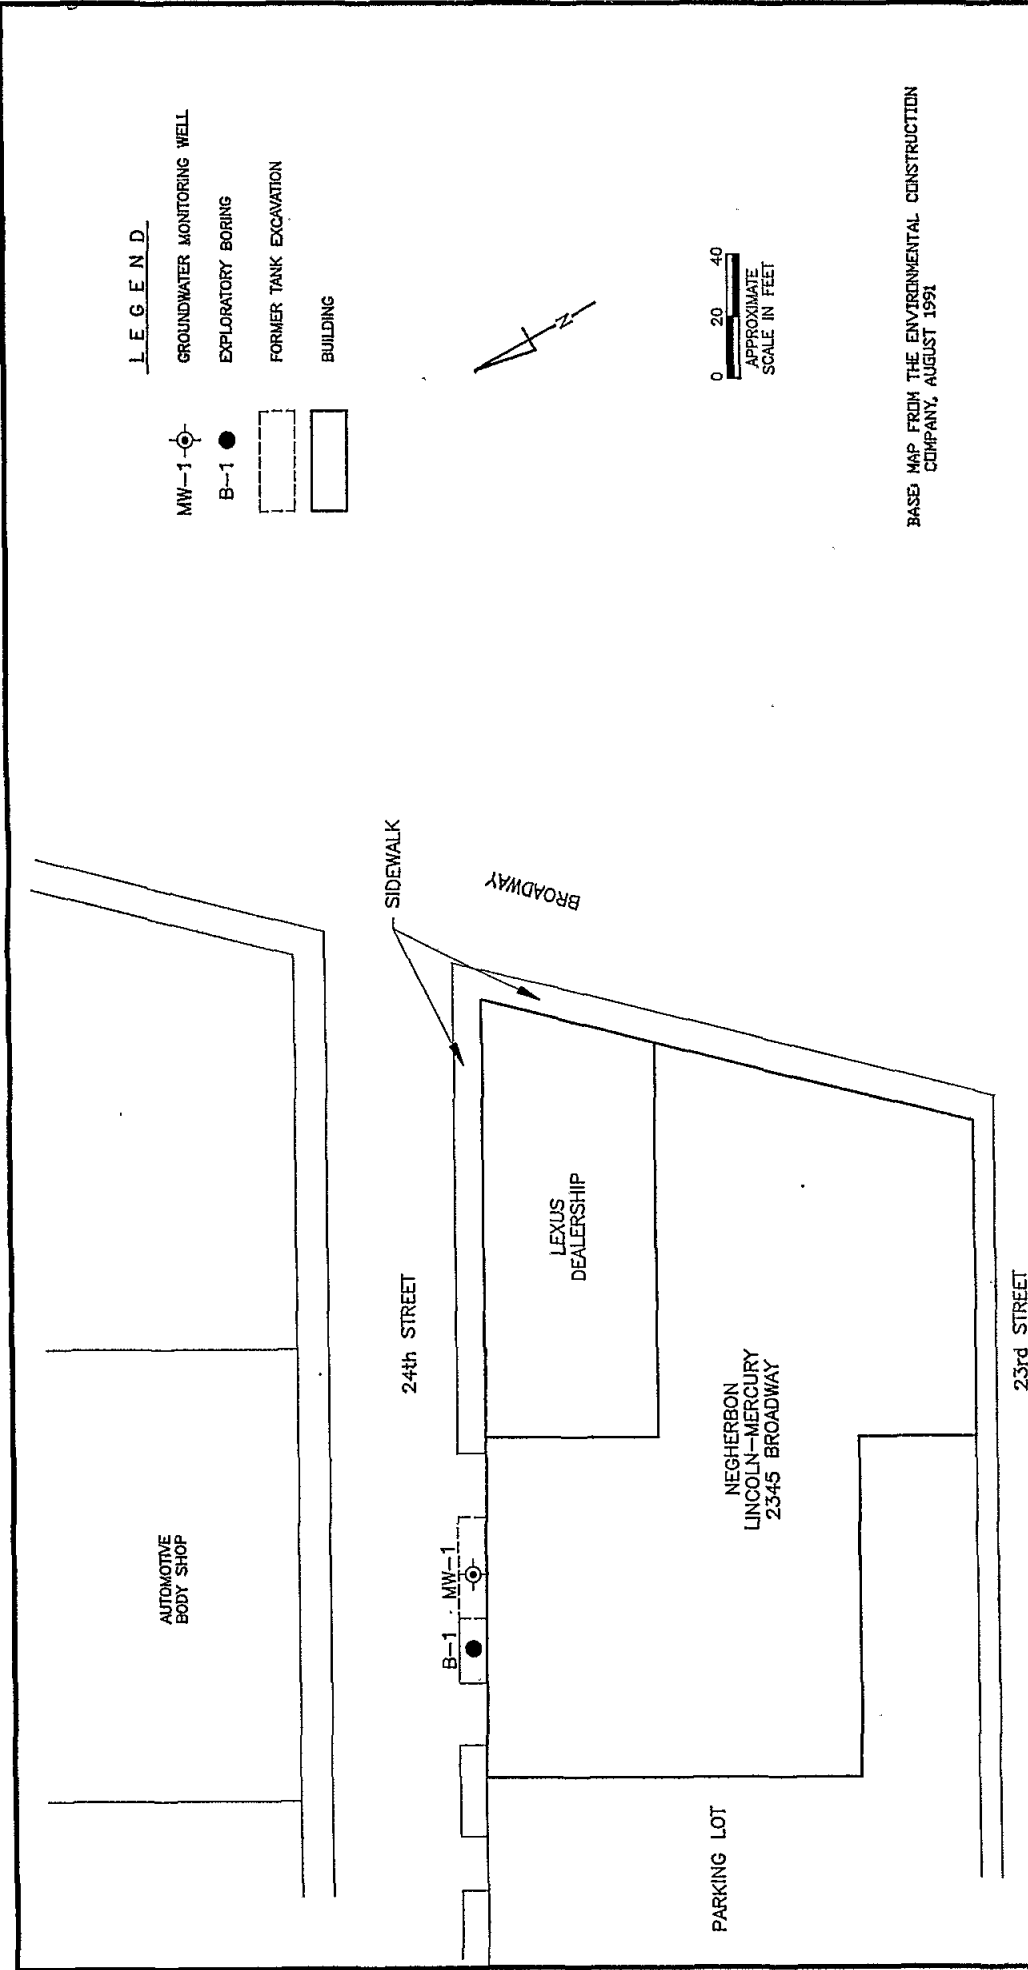 LEGEND
MW-1
GROUNDWATER MONITORING WELL
B-1
EXPLORATORY BORING
FORMER TANK EXCAVATION
BUILDING
N
0 20 40
APPROXIMATE
SCALE IN FEET
BASE MAP FROM THE ENVIRONMENTAL CONSTRUCTION
COMPANY, AUGUST 1991
SIDEWALK
BROADWAY
24th STREET
AUTOMOTIVE
BODY SHOP
LEXUS
DEALERSHIP
B-1
MW-1
NEGHERBON
LINCOLN-MERCURY
2345 BROADWAY
PARKING LOT
23rd STREET